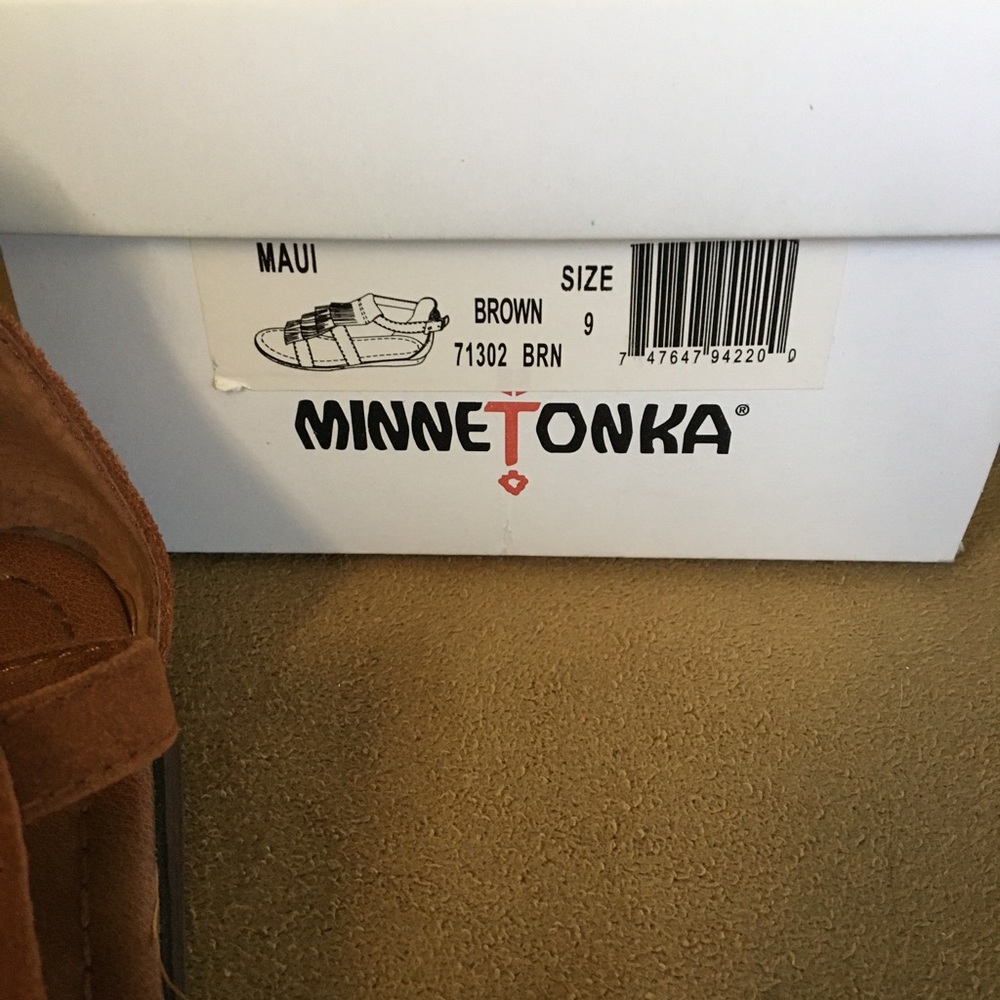 MAUI
SIZE
BROWN
9
71302 BRN
7 47647 94220 0
MINNETONKA®